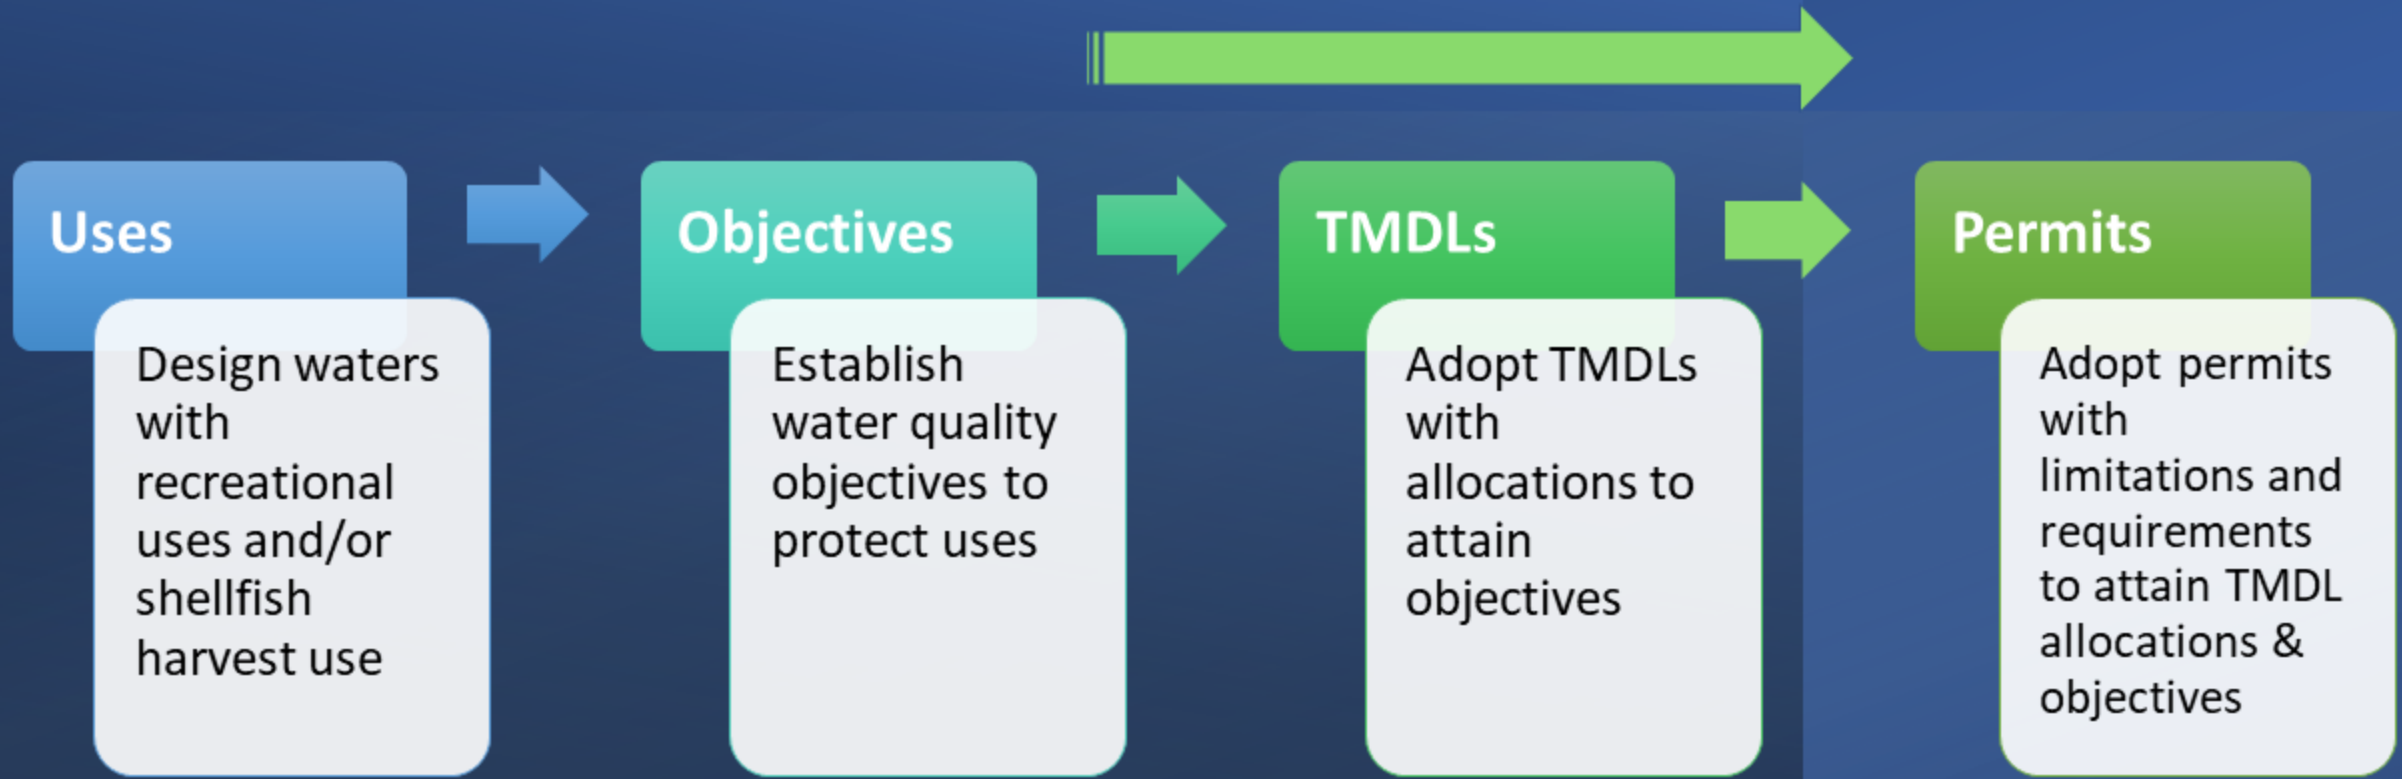 Uses
Design waters
with
recreational
uses and/or
shellfish
harvest use
Objectives
Establish
water quality
objectives to
protect uses
TMDLs
Adopt TMDLs
with
allocations to
attain
objectives
Permits
Adopt permits
with
limitations and
requirements
to attain TMDL
allocations &
objectives